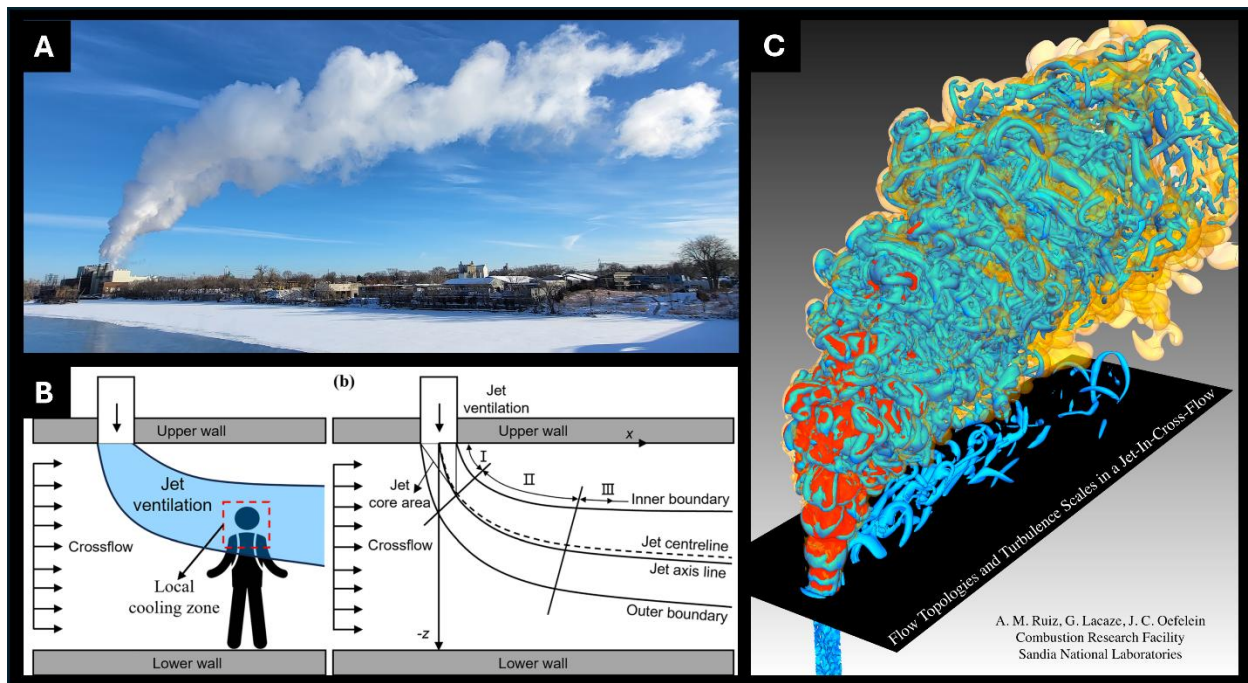 A
B
(b)
Jet
ventilation
Upper wall
Upper wall
x
Jet
ventilation
I
II
III
Jet
core area
Inner boundary
Crossflow
Crossflow
Jet centreline
Jet axis line
Local
cooling zone
Outer boundary
-z
Lower wall
Lower wall
C
Flow Topologies and Turbulence Scales in a Jet-In-Cross-Flow
A. M. Ruiz, G. Lacaze, J. C. Oefelein
Combustion Research Facility
Sandia National Laboratories